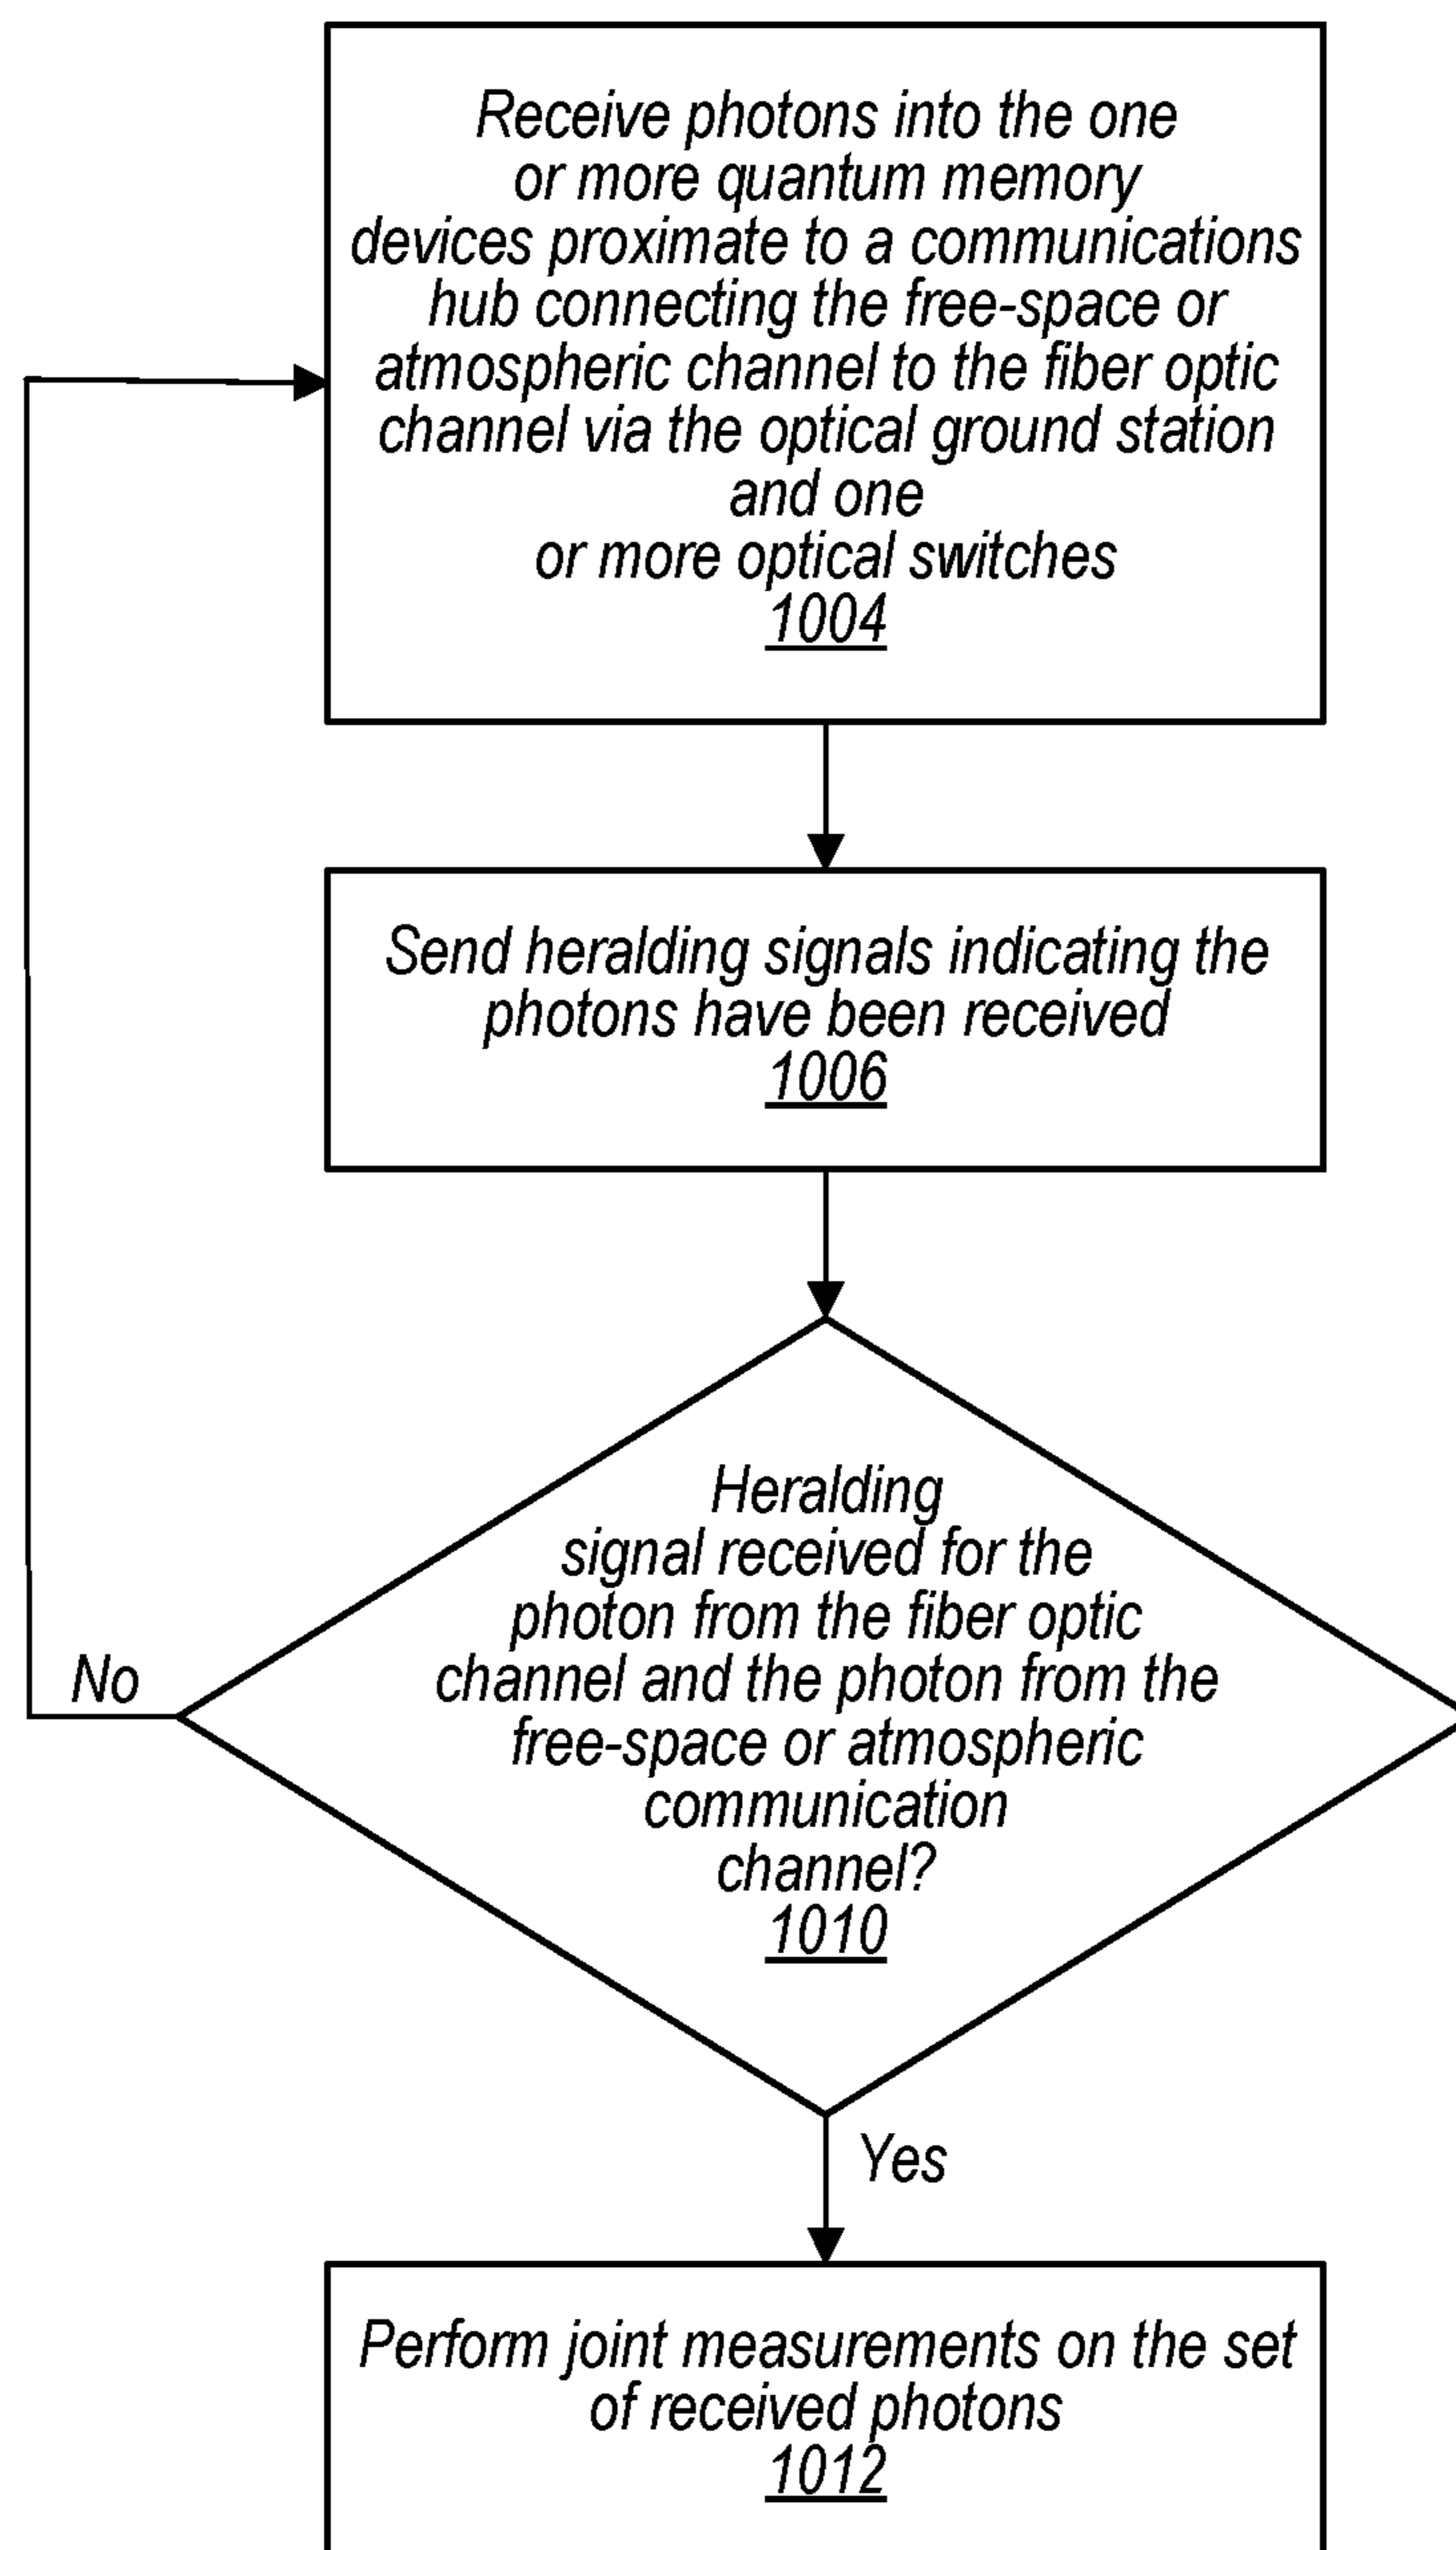 Receive photons into the one
or more quantum memory
devices proximate to a communications
hub connecting the free-space or
atmospheric channel to the fiber optic
channel via the optical ground station
and one
or more optical switches
1004
Send heralding signals indicating the
photons have been received
1006
Heralding
signal received for the
photon from the fiber optic
channel and the photon from the
free-space or atmospheric
communication
channel?
1010
No
Yes
Perform joint measurements on the set
of received photons
1012